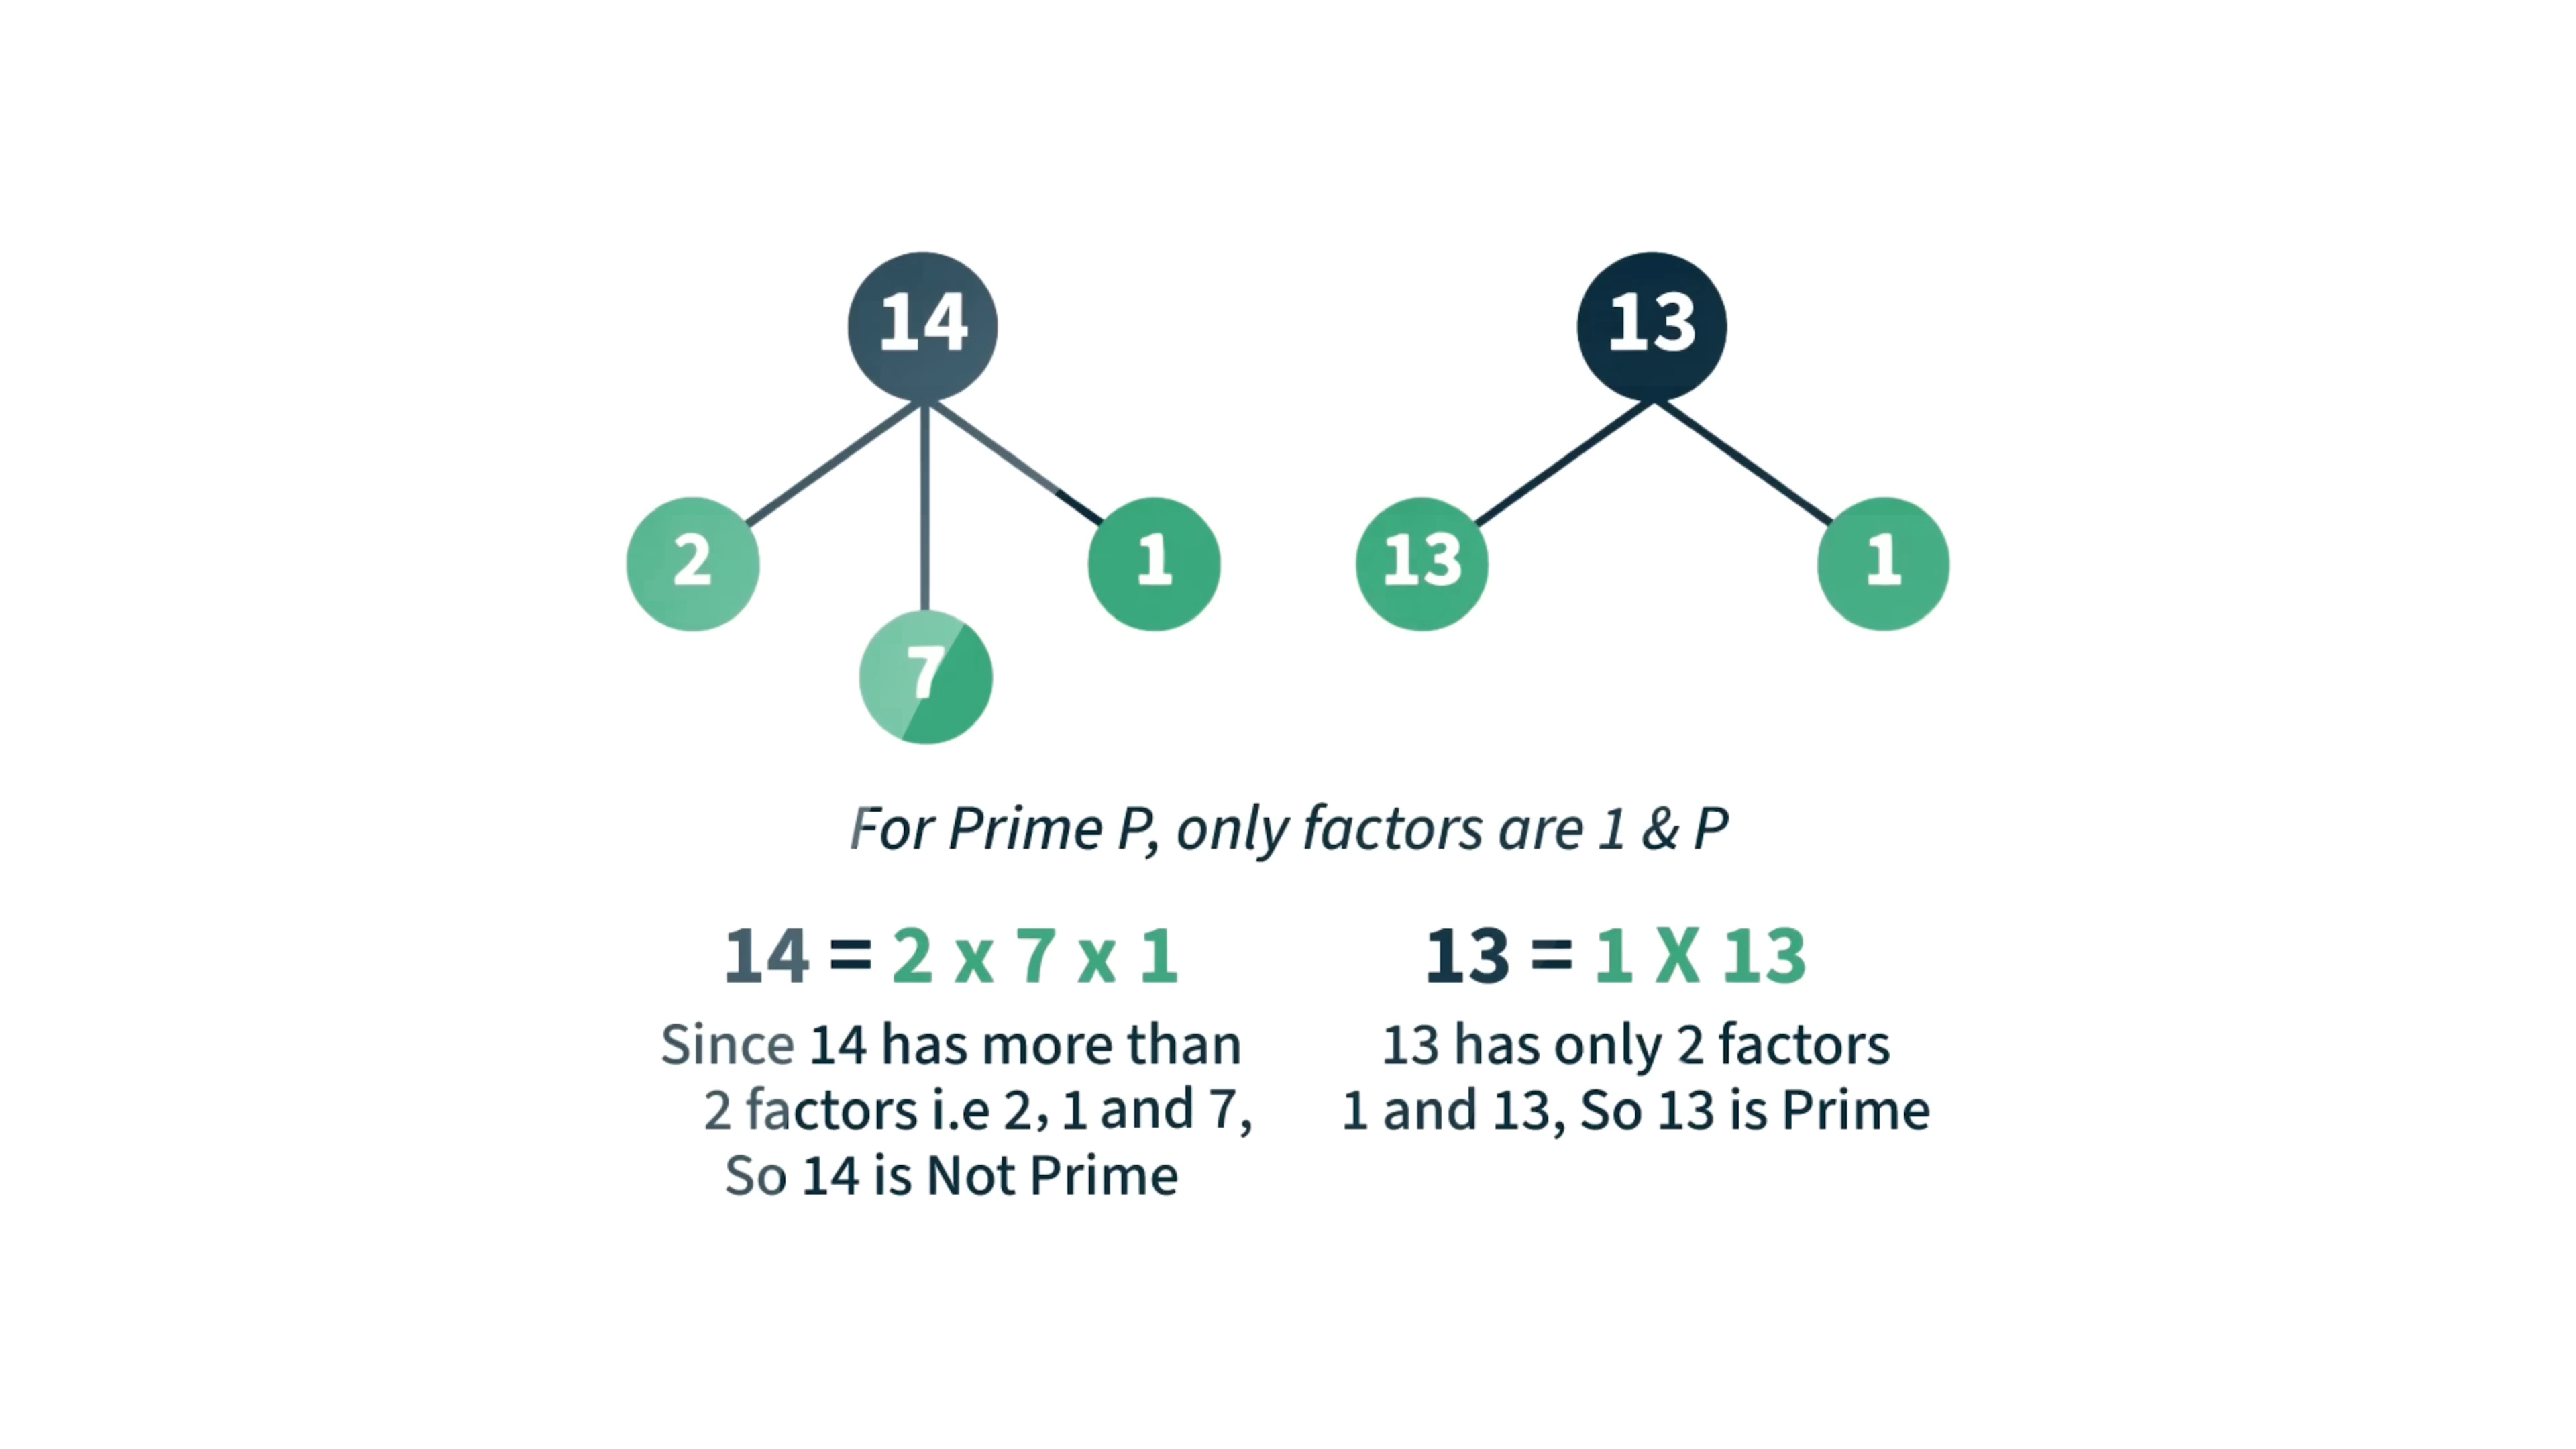 14
13
2
1
13
1
7
For Prime P, only factors are 1 & P
14 = 2 x 7 x 1
Since 14 has more than
2 factors i.e 2, 1 and 7,
So 14 is Not Prime
13 = 1 X 13
13 has only 2 factors
1 and 13, So 13 is Prime